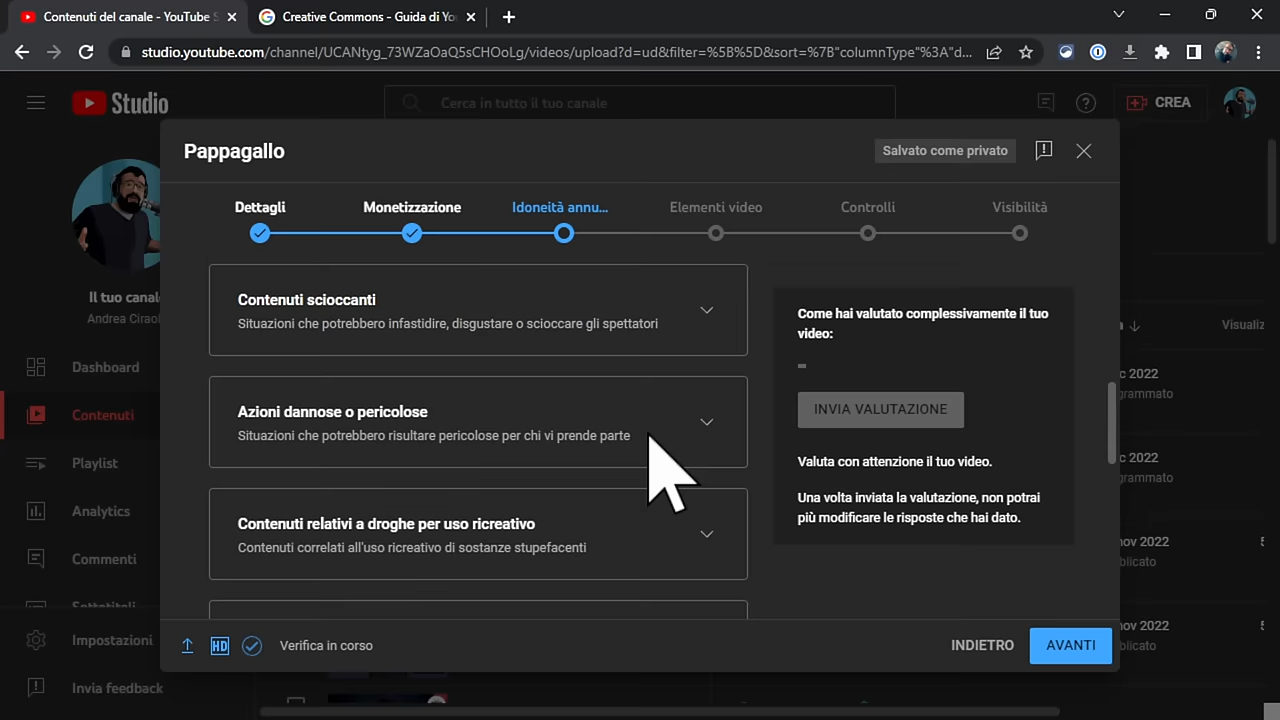 Contenuti del canale - YouTube S
Creative Commons - Guida di Yo
studio.youtube.com/channel/UCANtyg_73WZaOaQ5sCHOoLg/videos/upload?d=ud&filter=%5B%5D&sort=%7B"columnType"%3A"d...
Studio
Cerca in tutto il tuo canale
CREA
Pappagallo
Salvato come privato
Dettagli
Monetizzazione
Idoneità annu...
Elementi video
Controlli
Visibilità
Il tuo canale
Andrea Ciraol
Dashboard
Contenuti
Playlist
Analytics
Commenti
Sottotitoli
Impostazioni
Invia feedback
Contenuti scioccanti
Situazioni che potrebbero infastidire, disgustare o scioccare gli spettatori
Azioni dannose o pericolose
Situazioni che potrebbero risultare pericolose per chi vi prende parte
Contenuti relativi a droghe per uso ricreativo
Contenuti correlati all'uso ricreativo di sostanze stupefacenti
Come hai valutato complessivamente il tuo
video:
INVIA VALUTAZIONE
Valuta con attenzione il tuo video.
Una volta inviata la valutazione, non potrai
più modificare le risposte che hai dato.
a
Visualiz
c 2022
grammato
c 2022
grammato
nov 2022
5
blicato
nov 2022
5
blicato
HD
Verifica in corso
INDIETRO
AVANTI